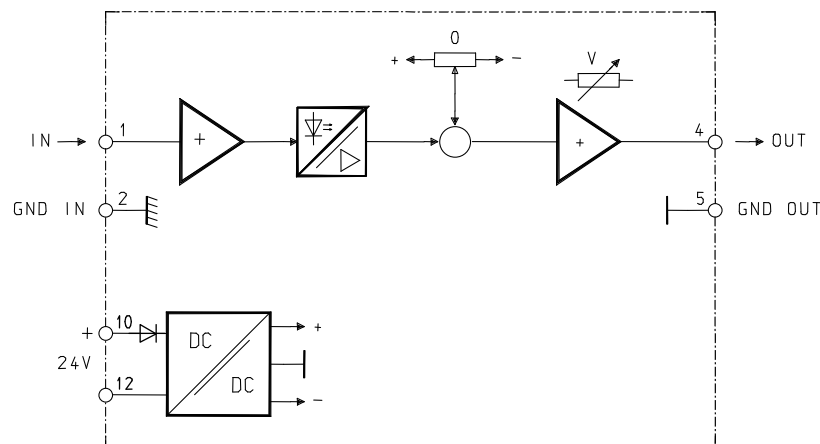 0
+ -
V
IN 1 + + 4 OUT
GND IN 2 5 GND OUT
+ 10 DC +
24V
12 DC -